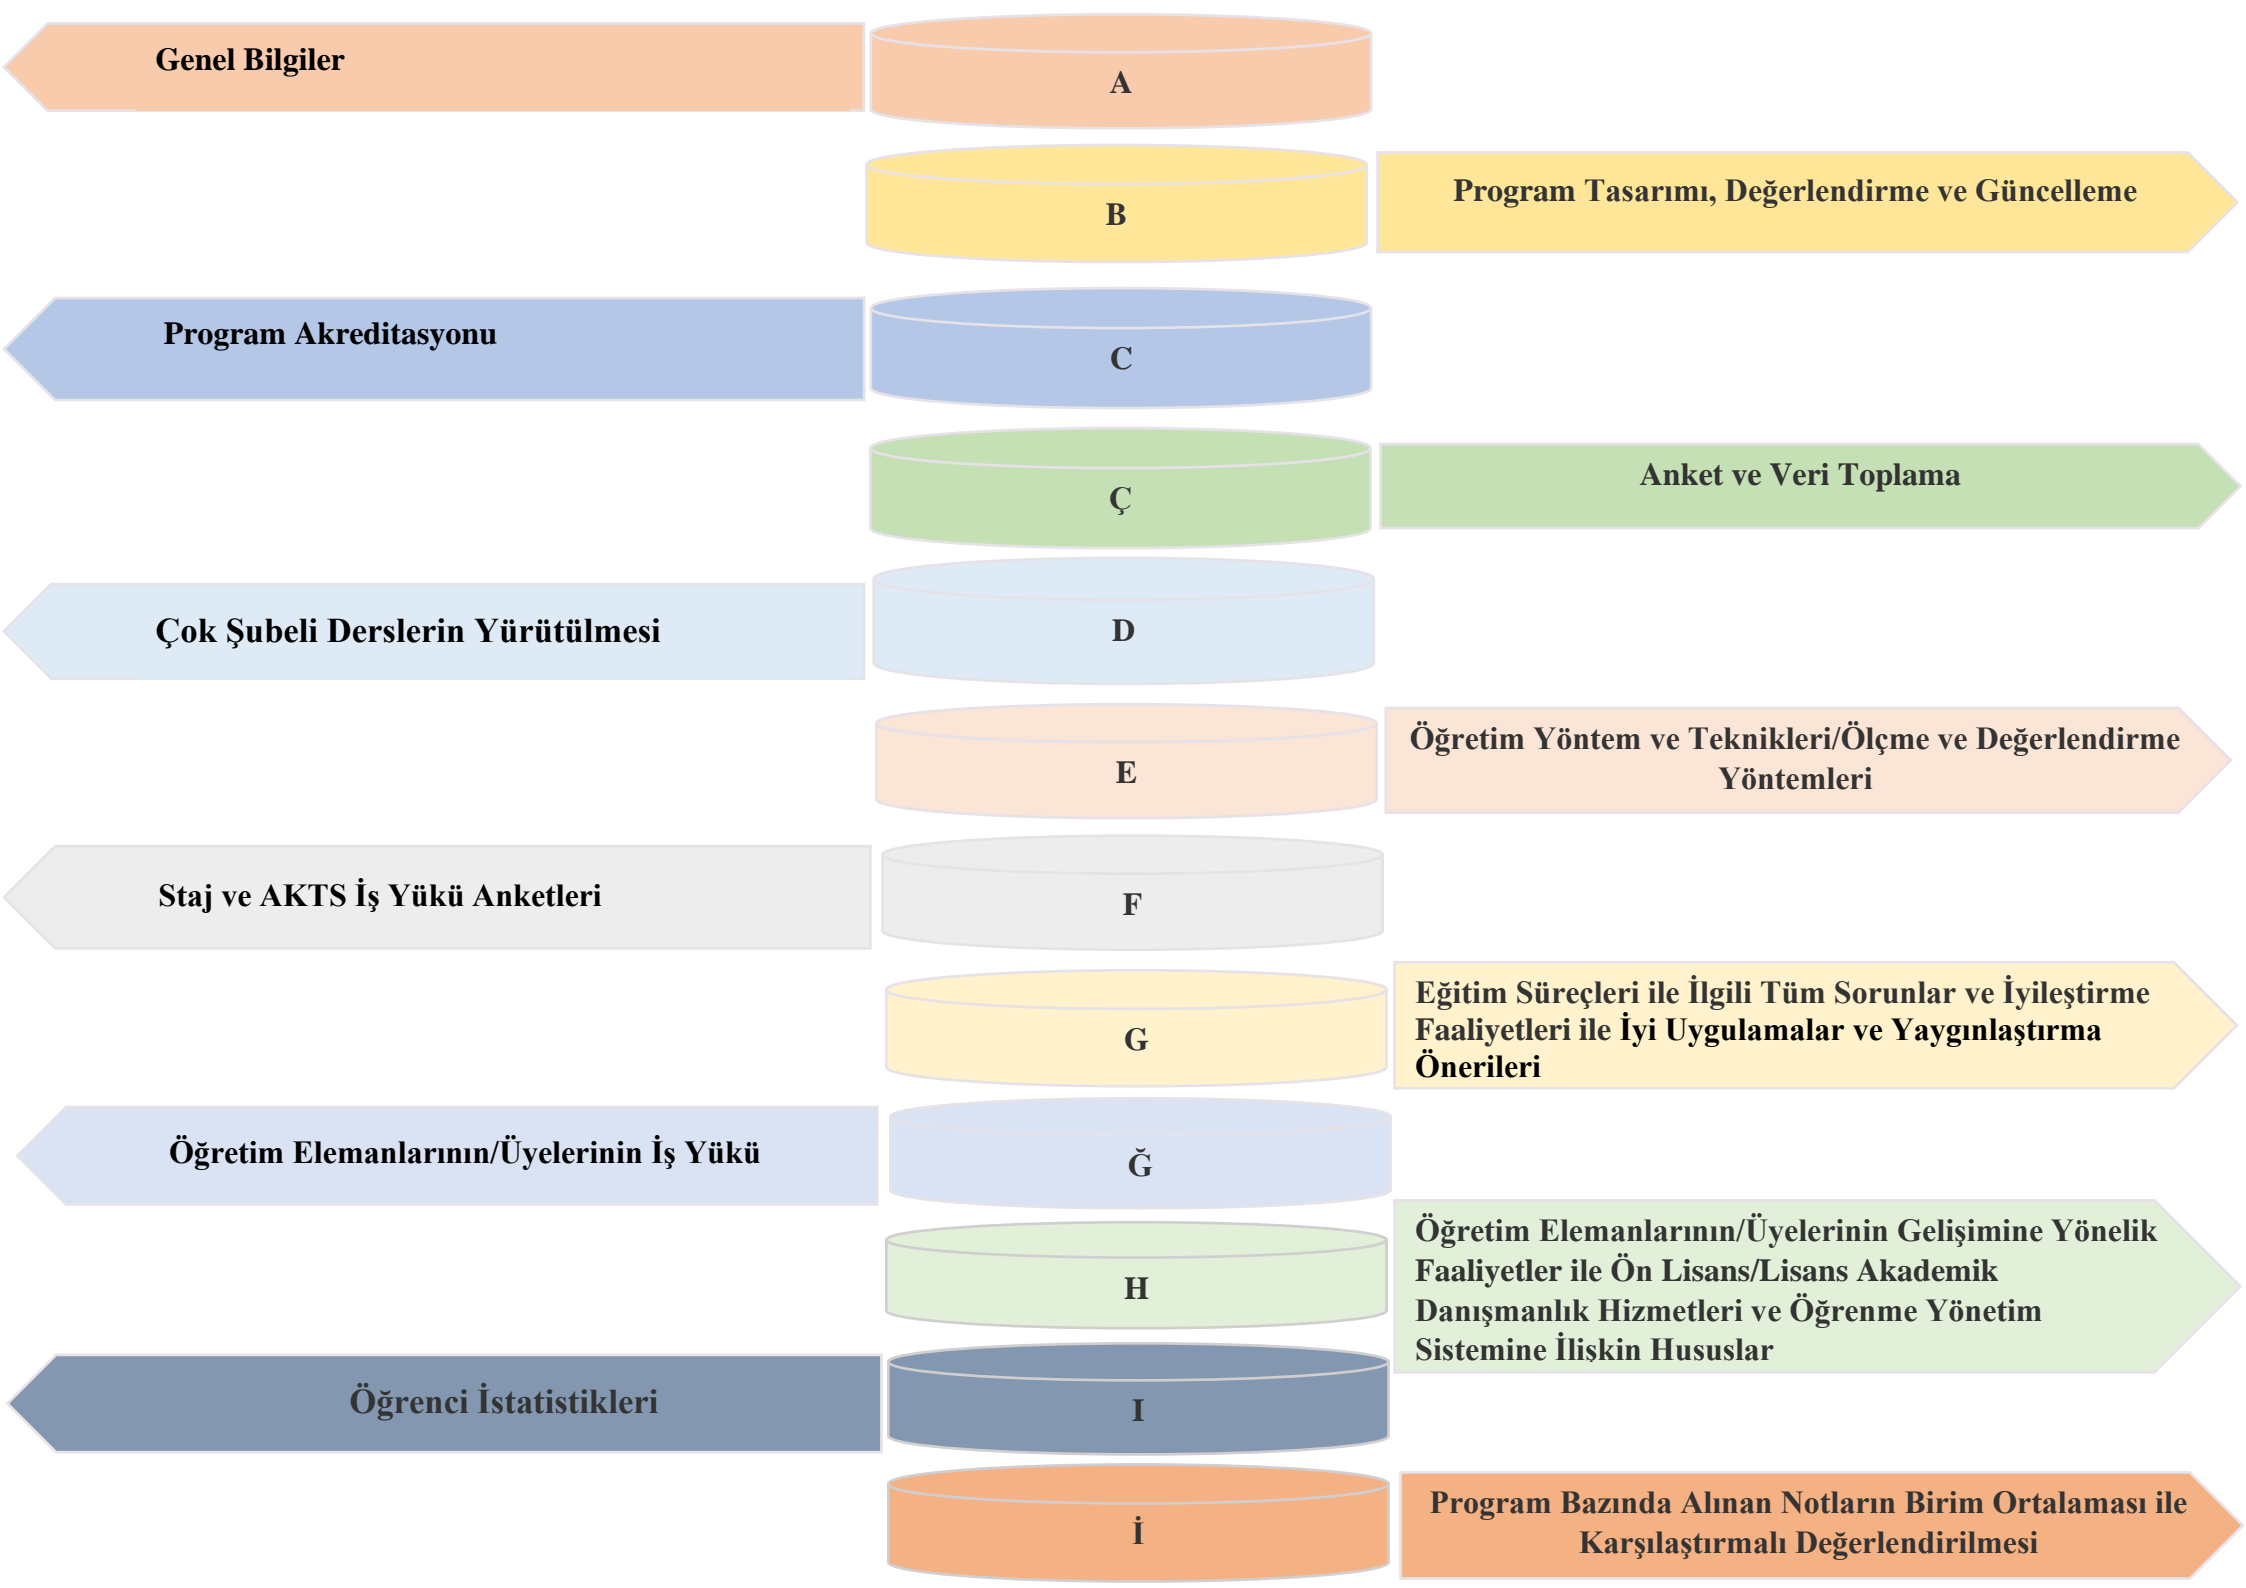 Genel Bilgiler
A
B
Program Tasarımı, Değerlendirme ve Güncelleme
Program Akreditasyonu
C
Ç
Anket ve Veri Toplama
Çok Şubeli Derslerin Yürütülmesi
D
E
Öğretim Yöntem ve Teknikleri/Ölçme ve Değerlendirme
Yöntemleri
Staj ve AKTS İş Yükü Anketleri
F
G
Eğitim Süreçleri ile İlgili Tüm Sorunlar ve İyileştirme
Faaliyetleri ile İyi Uygulamalar ve Yaygınlaştırma
Önerileri
Öğretim Elemanlarının/Üyelerinin İş Yükü
Ğ
H
Öğretim Elemanlarının/Üyelerinin Gelişimine Yönelik
Faaliyetler ile Ön Lisans/Lisans Akademik
Danışmanlık Hizmetleri ve Öğrenme Yönetim
Sistemine İlişkin Hususlar
Öğrenci İstatistikleri
I
İ
Program Bazında Alınan Notların Birim Ortalaması ile
Karşılaştırmalı Değerlendirilmesi